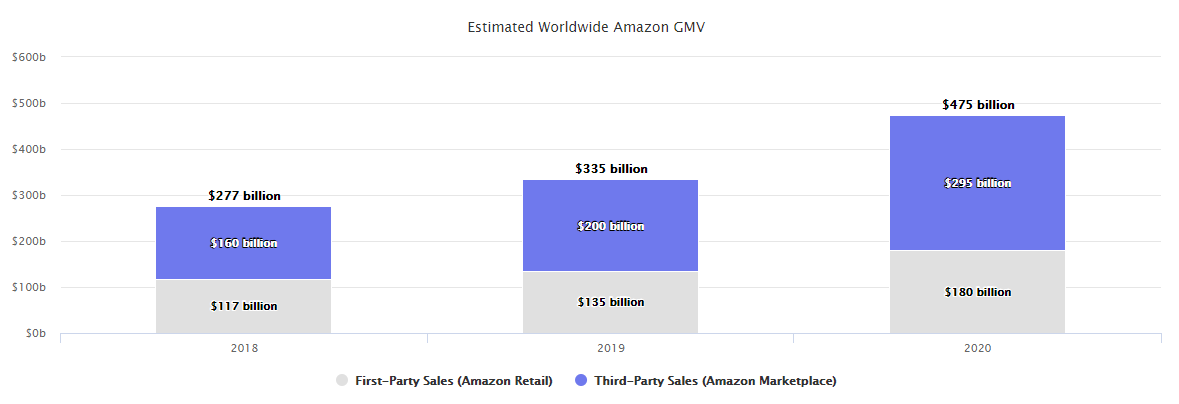 Estimated Worldwide Amazon GMV
$600b
$500b
$400b
$300b
$200b
$100b
$0b
$277 billion
$160 billion
$117 billion
$335 billion
$200 billion
$135 billion
$475 billion
$295 billion
$180 billion
2018 2019 2020
First-Party Sales (Amazon Retail) Third-Party Sales (Amazon Marketplace)